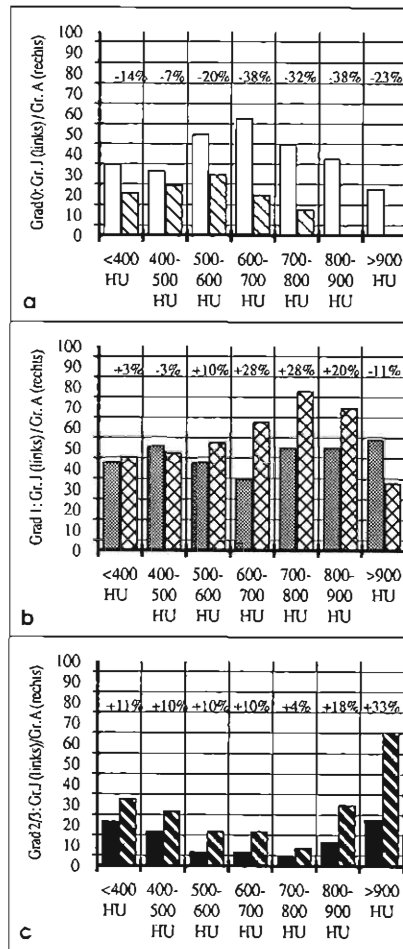 Grad 0: Gr. J (Links) / Gr. A (rechts)
100
90
80
70
60
50
40
30
20
10
0
-14% -7% -20% -38% -32% -38% -23%
<400 HU
400-500 HU
500-600 HU
600-700 HU
700-800 HU
800-900 HU
>900 HU
a
Grad 1: Gr. J (links) / Gr. A (rechts)
100
90
80
70
60
50
40
30
20
10
0
+3% -3% +10% +28% +28% +20% -11%
<400 HU
400-500 HU
500-600 HU
600-700 HU
700-800 HU
800-900 HU
>900 HU
b
Grad 2/3: Gr. J (links)/Gr. A (rechts)
100
90
80
70
60
50
40
30
20
10
0
+11% +10% +10% +10% +4% +18% +33%
<400 HU
400-500 HU
500-600 HU
600-700 HU
700-800 HU
800-900 HU
>900 HU
c